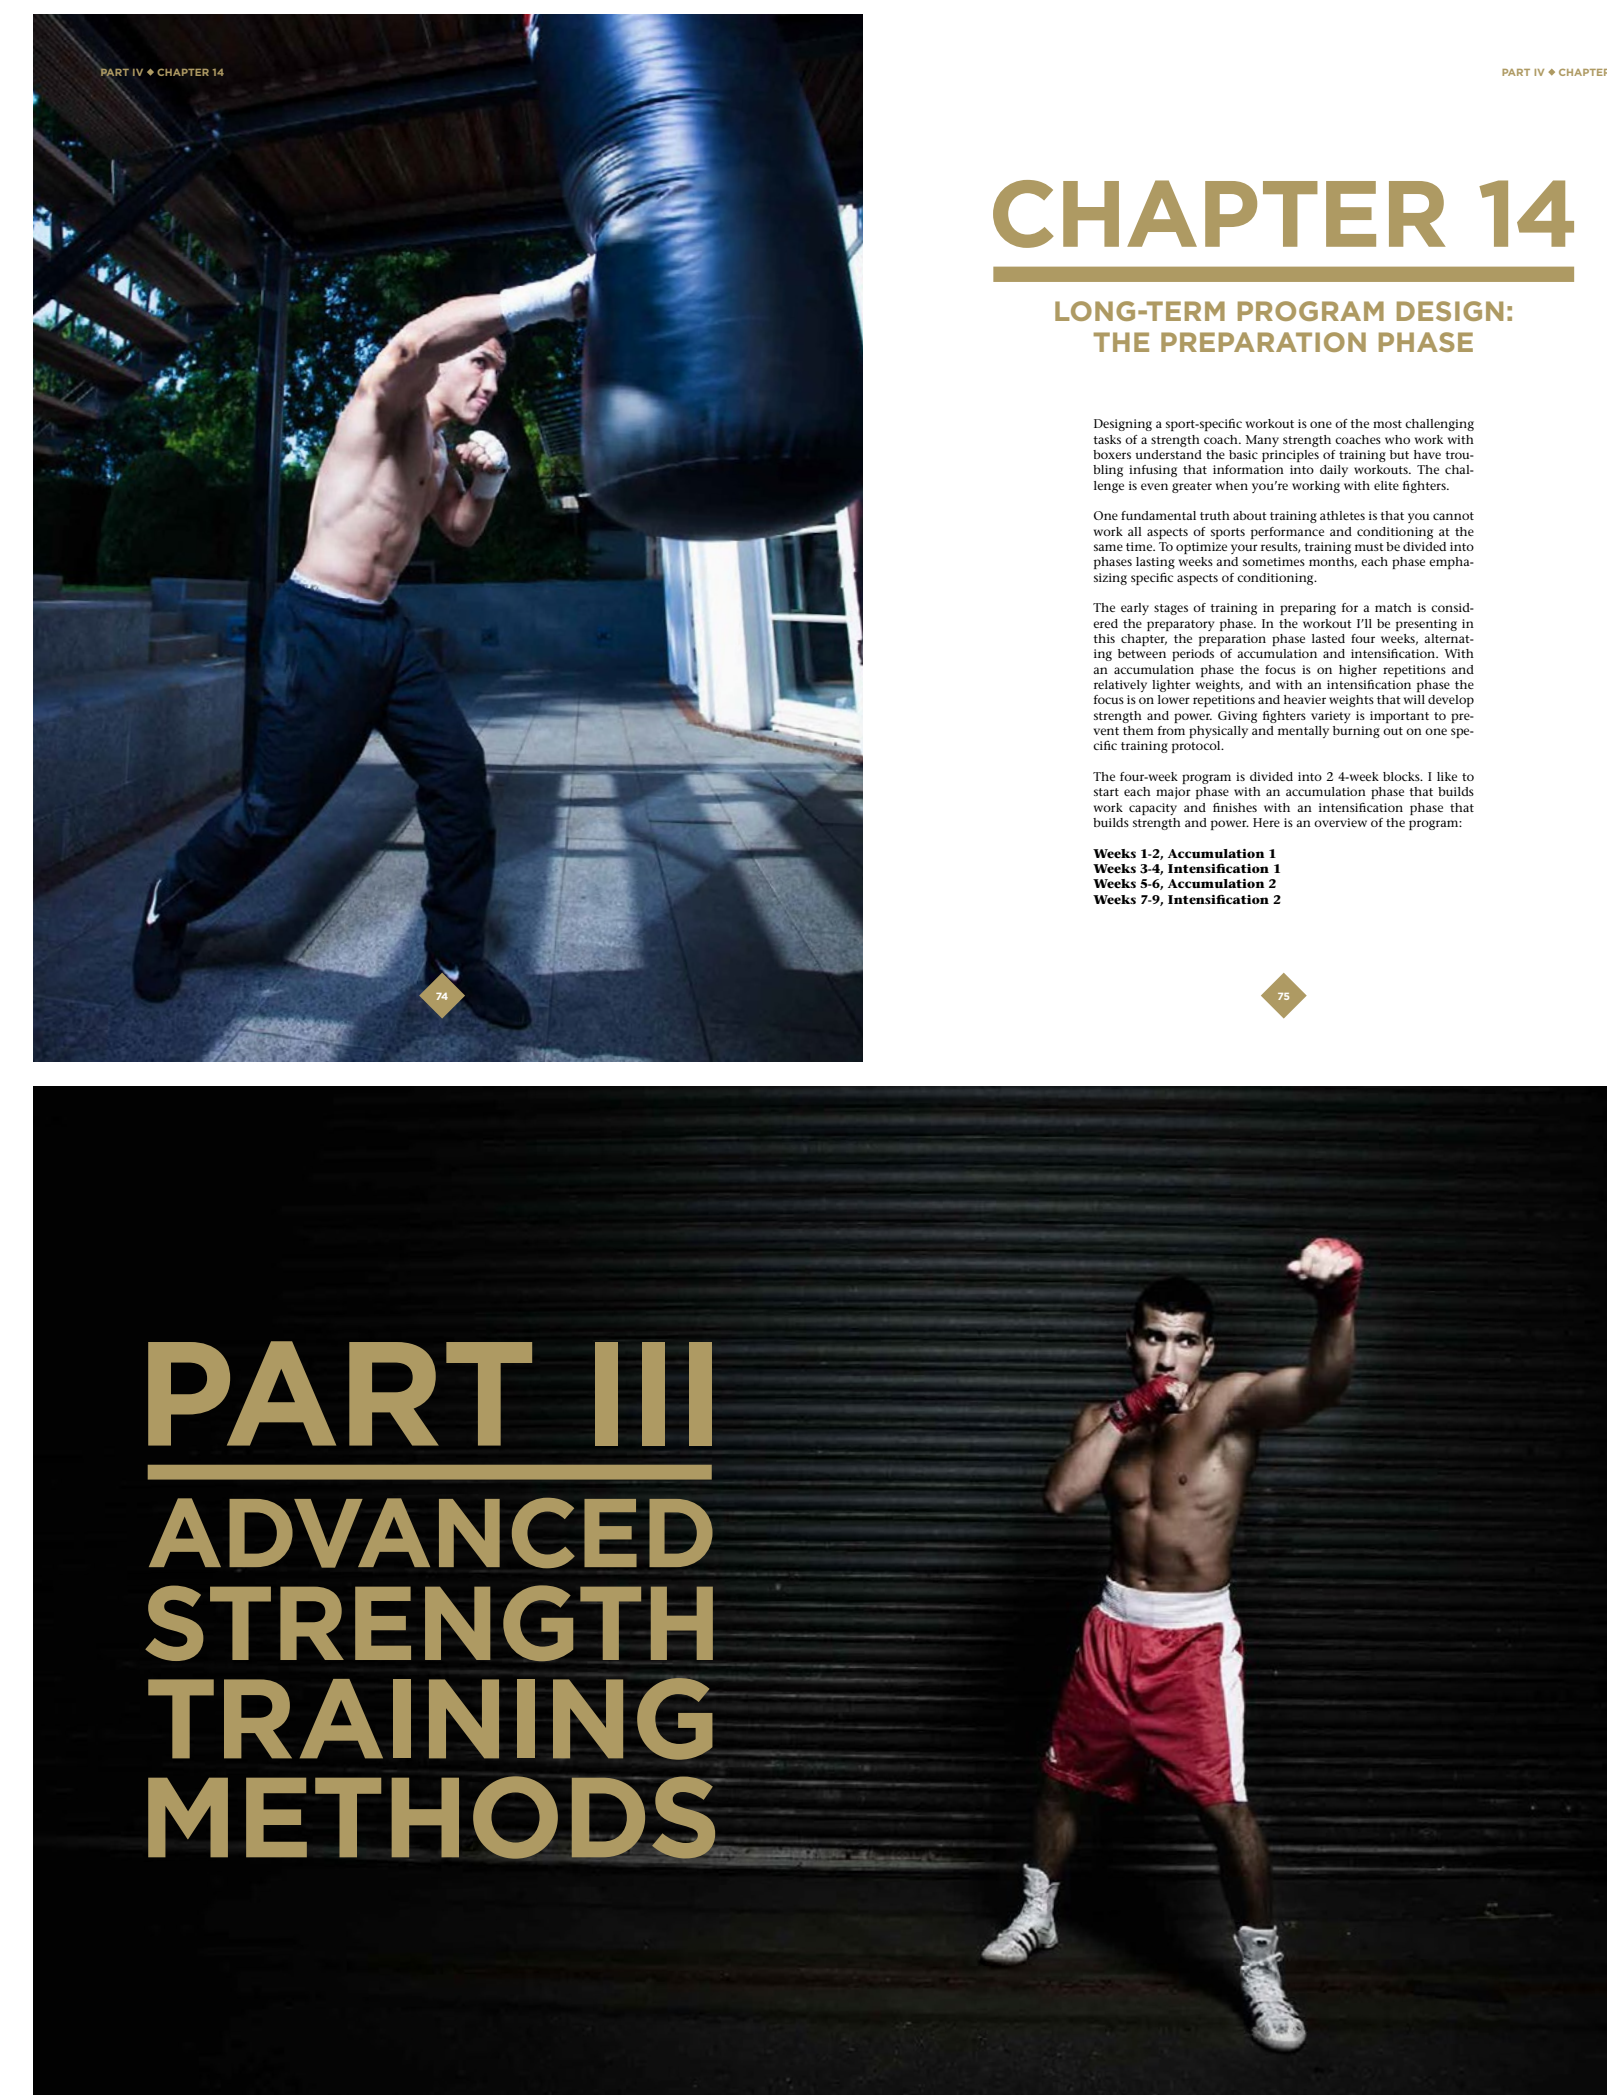 PART IV ◆ CHAPTER 14
PART IV ◆ CHAPTER
CHAPTER 14
LONG-TERM PROGRAM DESIGN:
THE PREPARATION PHASE
Designing a sport-specific workout is one of the most challenging
tasks of a strength coach. Many strength coaches who work with
boxers understand the basic principles of training but have trou-
bling infusing that information into daily workouts. The chal-
lenge is even greater when you’re working with elite fighters.
One fundamental truth about training athletes is that you cannot
work all aspects of sports performance and conditioning at the
same time. To optimize your results, training must be divided into
phases lasting weeks and sometimes months, each phase empha-
sizing specific aspects of conditioning.
The early stages of training in preparing for a match is consid-
ered the preparatory phase. In the workout I’ll be presenting in
this chapter, the preparation phase lasted four weeks, alternat-
ing between periods of accumulation and intensification. With
an accumulation phase the focus is on higher repetitions and
relatively lighter weights, and with an intensification phase the
focus is on lower repetitions and heavier weights that will develop
strength and power. Giving fighters variety is important to pre-
vent them from physically and mentally burning out on one spe-
cific training protocol.
The four-week program is divided into 2 4-week blocks. I like to
start each major phase with an accumulation phase that builds
work capacity and finishes with an intensification phase that
builds strength and power. Here is an overview of the program:
Weeks 1-2, Accumulation 1
Weeks 3-4, Intensification 1
Weeks 5-6, Accumulation 2
Weeks 7-9, Intensification 2
74
75
PART III
ADVANCED
STRENGTH
TRAINING
METHODS